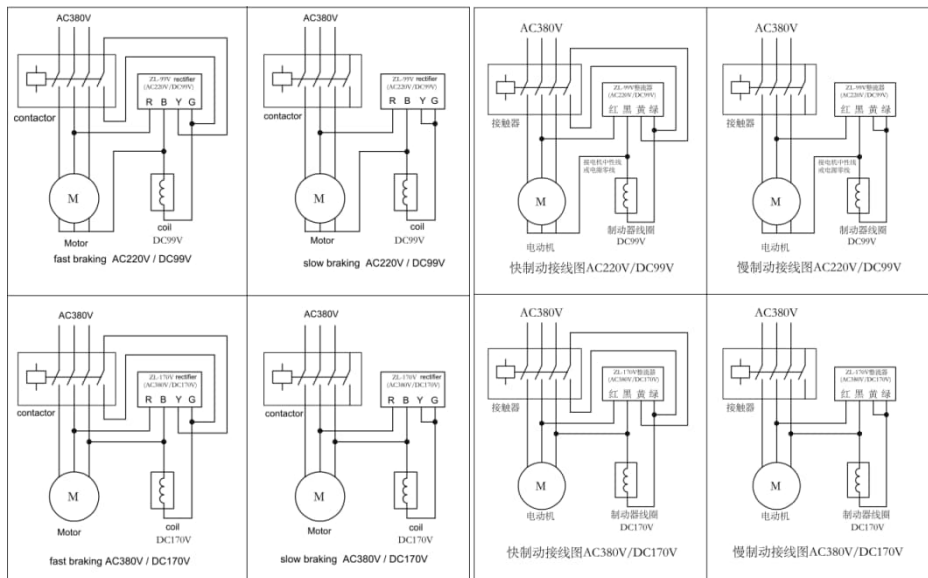 AC380V
ZL-99V rectifier
(AC220V/DC99V)
R B Y G
contactor
M
coil
DC99V
Motor
fast braking AC220V / DC99V
AC380V
ZL-99V rectifier
(AC220V/DC99V)
R B Y G
contactor
M
coil
DC99V
Motor
slow braking AC220V / DC99V
AC380V
ZL-99V整流器
(AC220V/DC99V)
红 黑 黄 绿
接触器
接电机中性线
或电源零线
M
制动器线圈
DC99V
电动机
快制动接线图AC220V/DC99V
AC380V
ZL-99V整流器
(AC220V/DC99V)
红 黑 黄 绿
接触器
接电机中性线
或电源零线
M
制动器线圈
DC99V
电动机
慢制动接线图AC220V/DC99V
AC380V
ZL-170V rectifier
(AC380V/DC170V)
R B Y G
contactor
M
Motor
coil
DC170V
fast braking AC380V / DC170V
AC380V
ZL-170V rectifier
(AC380V/DC170V)
R B Y G
contactor
M
Motor
coil
DC170V
slow braking AC380V / DC170V
AC380V
ZL-170V整流器
(AC380V/DC170V)
红 黑 黄 绿
接触器
M
电动机
制动器线圈
DC170V
快制动接线图AC380V/DC170V
AC380V
ZL-170V整流器
(AC380V/DC170V)
红 黑 黄 绿
接触器
M
电动机
制动器线圈
DC170V
慢制动接线图AC380V/DC170V